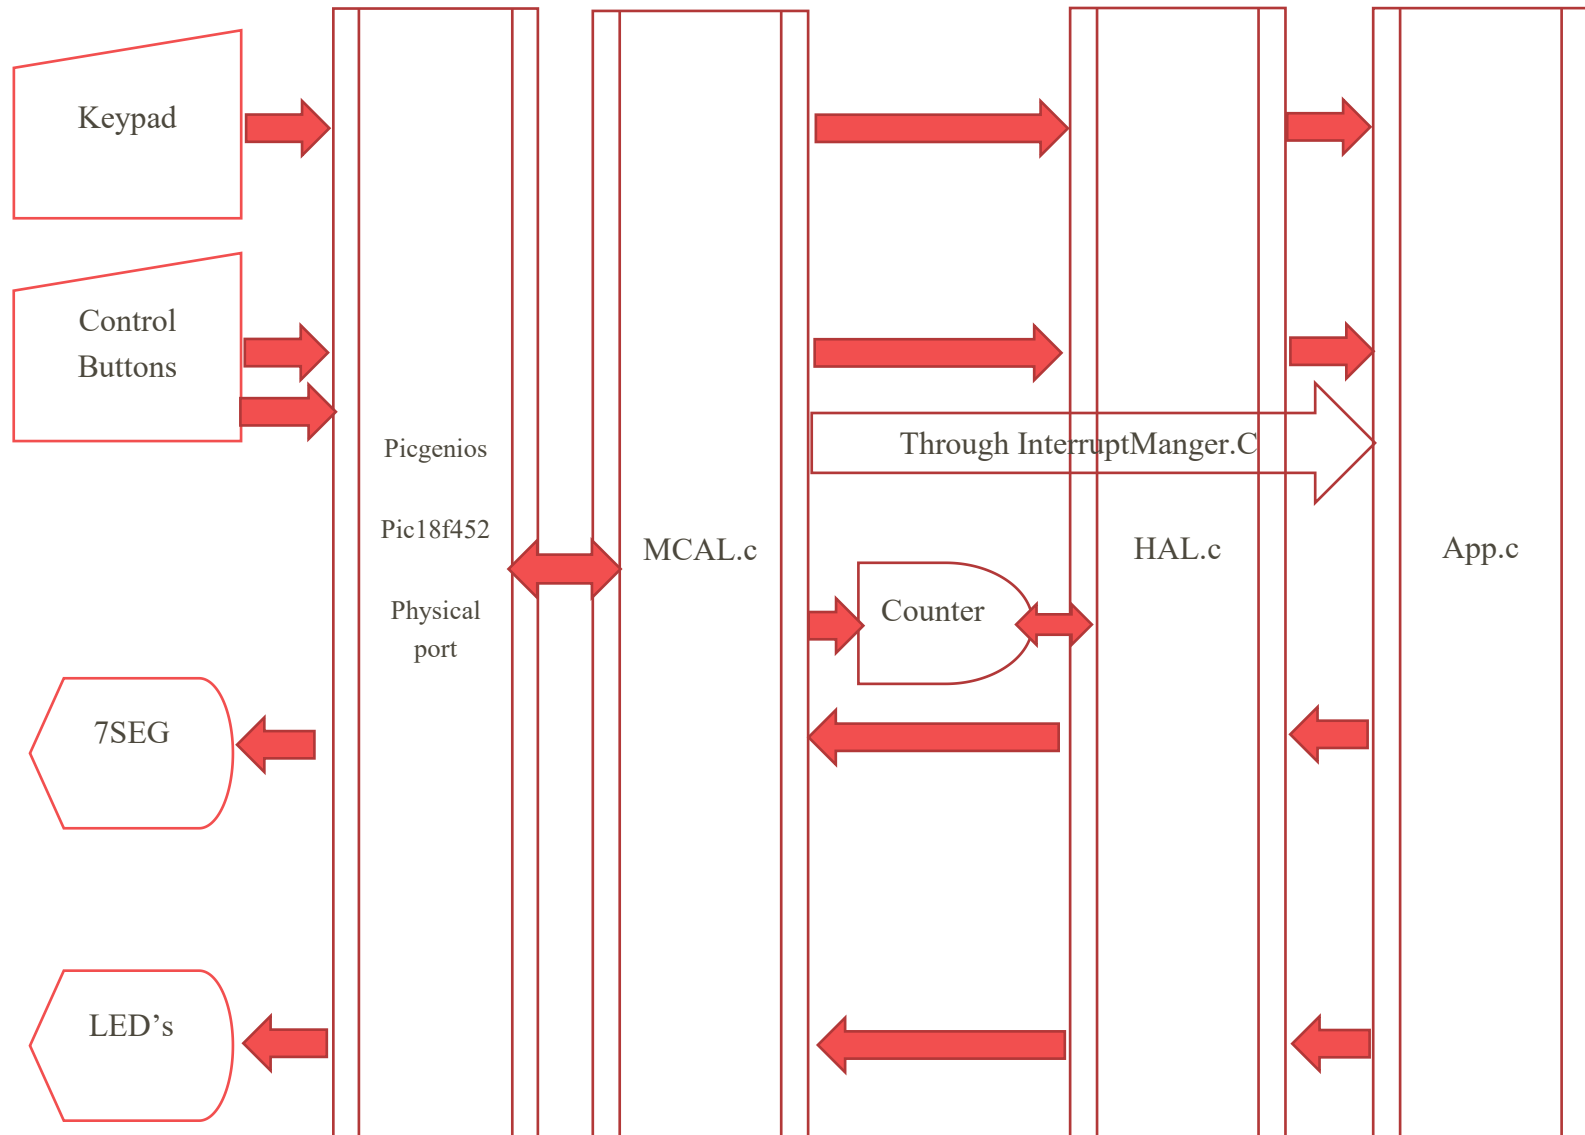 Keypad
Control
Buttons
Picgenios
Pic18f452
Physical
port
MCAL.c
Through InterruptManger.C
HAL.c
App.c
Counter
7SEG
LED’s